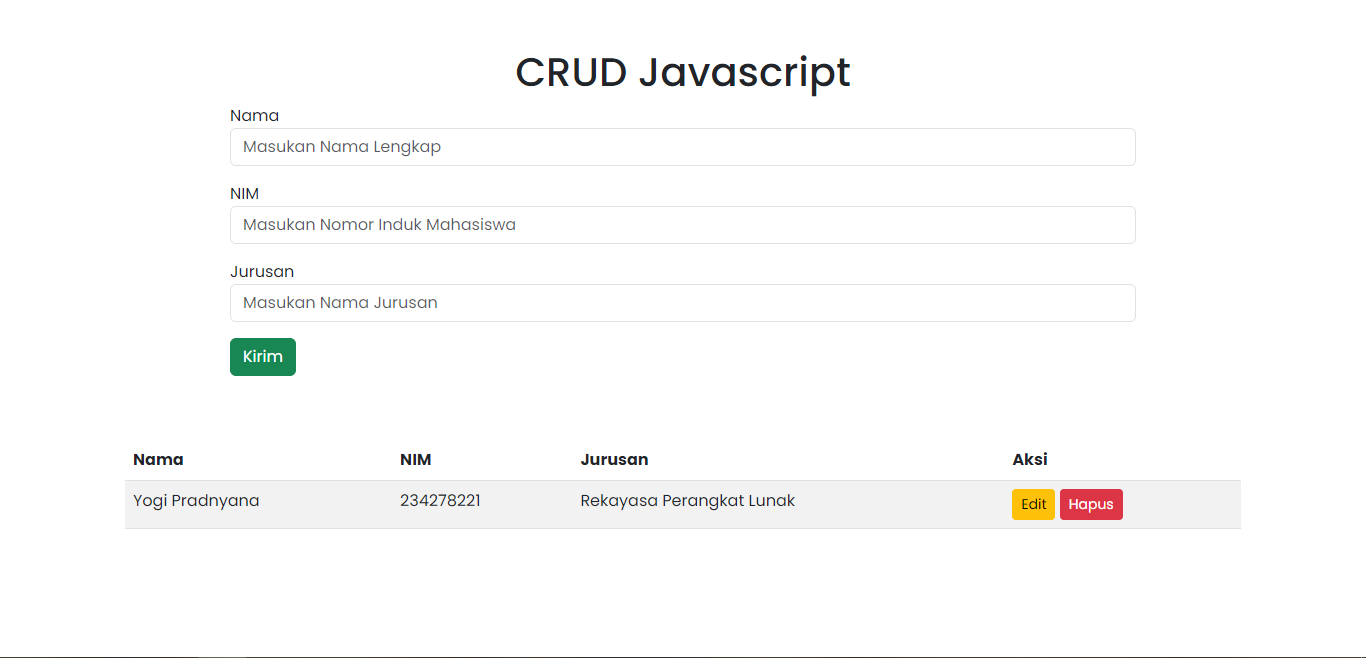 CRUD Javascript
Nama
Masukan Nama Lengkap
NIM
Masukan Nomor Induk Mahasiswa
Jurusan
Masukan Nama Jurusan
Kirim
Nama NIM Jurusan Aksi
Yogi Pradnyana 234278221 Rekayasa Perangkat Lunak Edit Hapus